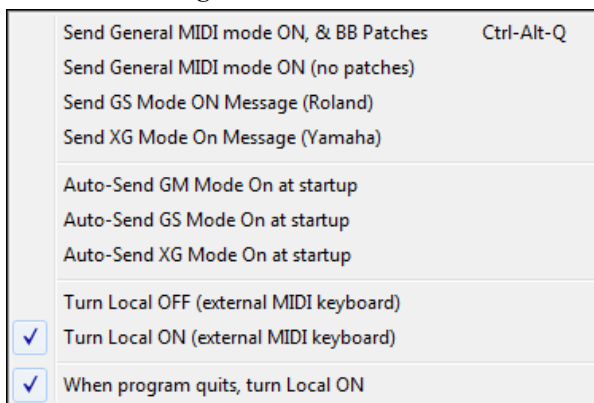 Send General MIDI mode ON, & BB Patches Ctrl-Alt-Q
Send General MIDI mode ON (no patches)
Send GS Mode ON Message (Roland)
Send XG Mode On Message (Yamaha)
Auto-Send GM Mode On at startup
Auto-Send GS Mode On at startup
Auto-Send XG Mode On at startup
Turn Local OFF (external MIDI keyboard)
Turn Local ON (external MIDI keyboard)
When program quits, turn Local ON